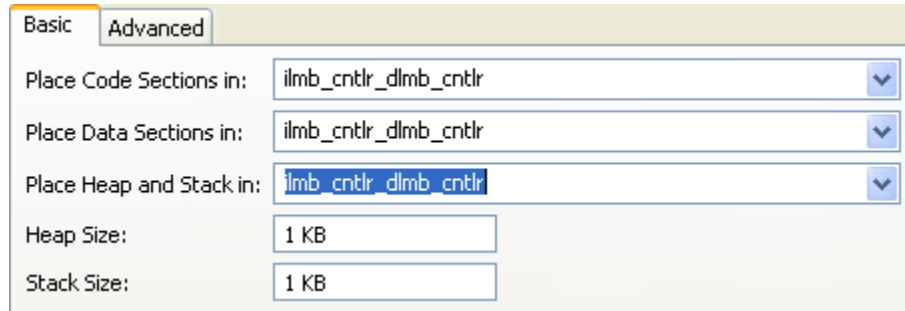 Basic Advanced
Place Code Sections in: ilmb_cntlr_dlmb_cntlr
Place Data Sections in: ilmb_cntlr_dlmb_cntlr
Place Heap and Stack in: ilmb_cntlr_dlmb_cntlr
Heap Size: 1 KB
Stack Size: 1 KB